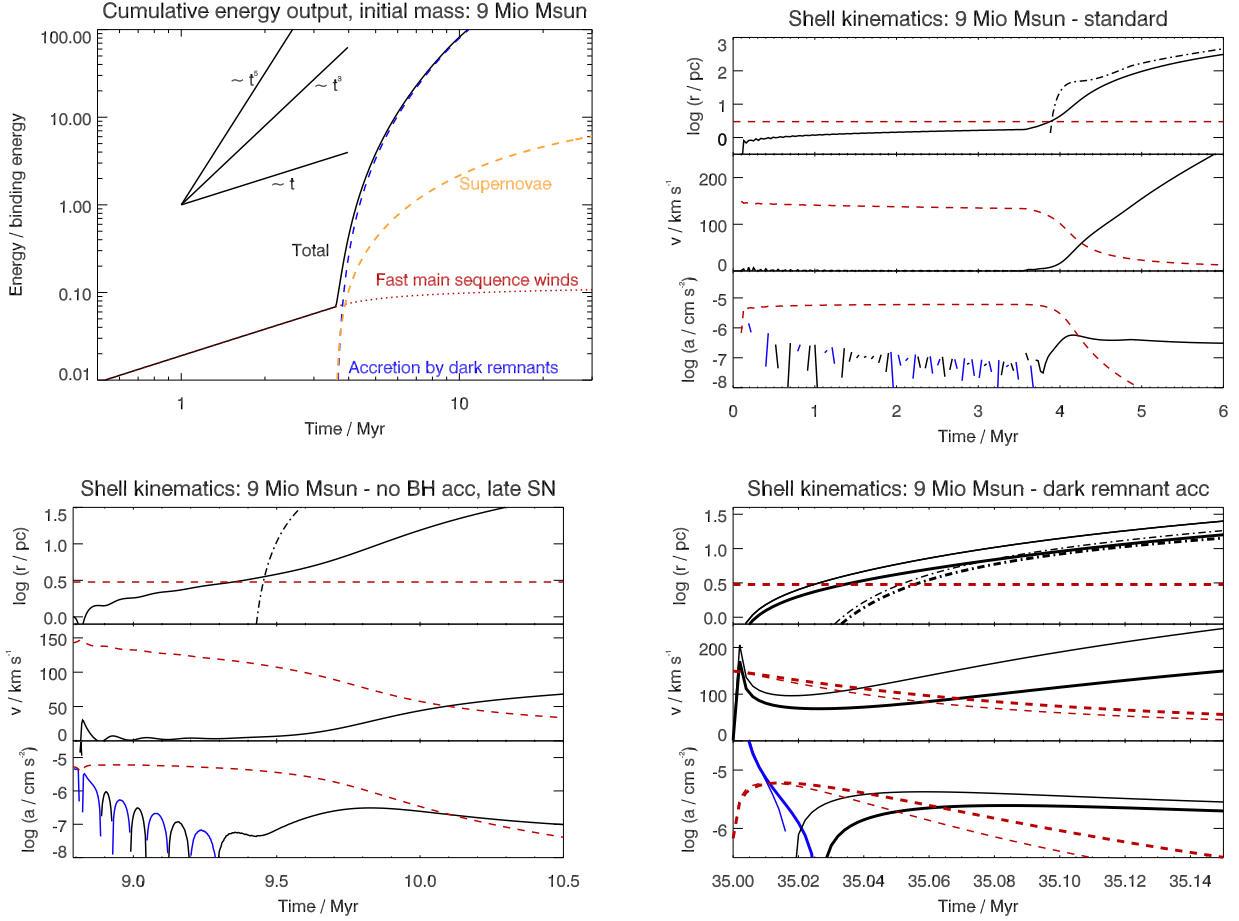 Cumulative energy output, initial mass: 9 Mio Msun
Energy / binding energy
100.00
10.00
1.00
0.10
0.01
~ t⁵
~ t³
~ t
Total
Supernovae
Fast main sequence winds
Accretion by dark remnants
1
10
Time / Myr
Shell kinematics: 9 Mio Msun - standard
log (r / pc)
3
2
1
0
v / km s⁻¹
200
100
0
log (a / cm s⁻²)
-5
-6
-7
-8
0
1
2
3
4
5
6
Time / Myr
Shell kinematics: 9 Mio Msun - no BH acc, late SN
log (r / pc)
1.5
1.0
0.5
0.0
v / km s⁻¹
150
100
50
0
log (a / cm s⁻²)
-5
-6
-7
-8
9.0
9.5
10.0
10.5
Time / Myr
Shell kinematics: 9 Mio Msun - dark remnant acc
log (r / pc)
1.5
1.0
0.5
0.0
v / km s⁻¹
200
100
0
log (a / cm s⁻²)
-5
-6
35.00
35.02
35.04
35.06
35.08
35.10
35.12
35.14
Time / Myr